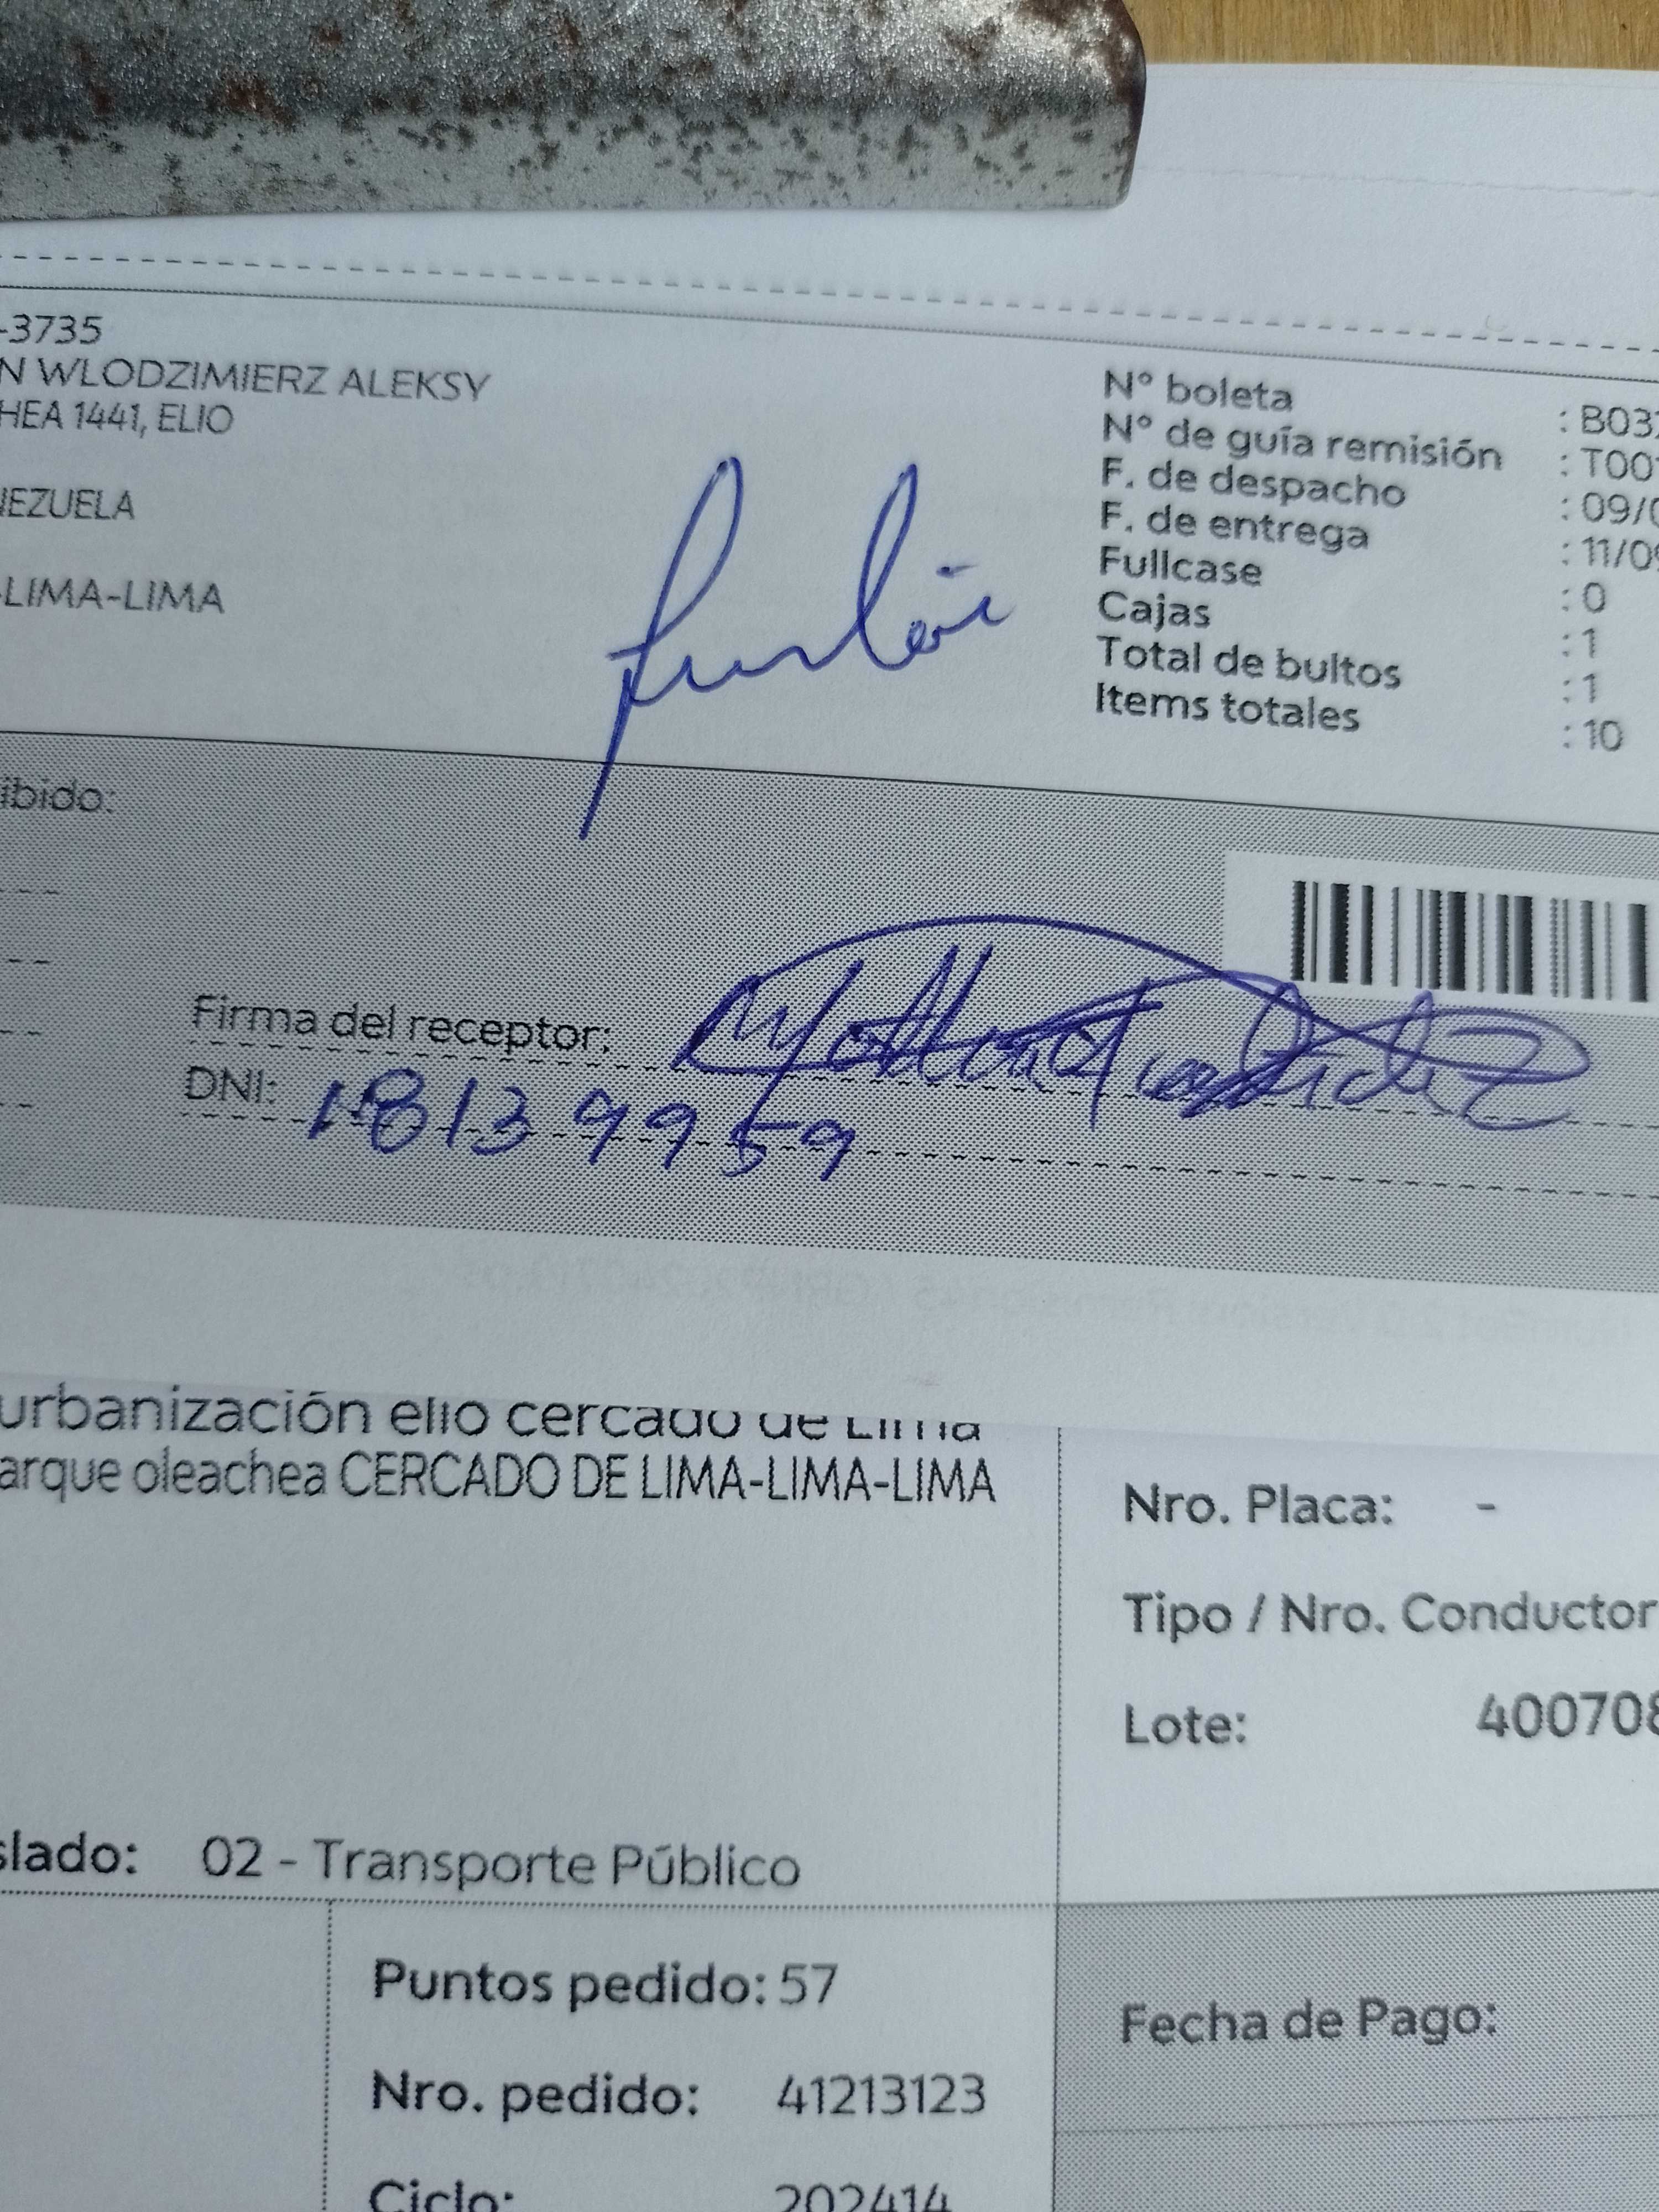 -3735
N WLODZIMIERZ ALEKSY
HEA 1441, ELIO
NEZUELA
-LIMA-LIMA
N° boleta : B03
N° de guía remisión : T00
F. de despacho : 09/0
F. de entrega : 11/09
Fullcase : 0
Cajas : 1
Total de bultos : 1
Items totales : 10
ibido:
Firma del receptor:
DNI: 18139959
urbanización elio cercado de Lima
arque oleachea CERCADO DE LIMA-LIMA-LIMA
Nro. Placa: -
Tipo / Nro. Conductor
Lote: 400708
slado: 02 - Transporte Público
Puntos pedido: 57
Fecha de Pago:
Nro. pedido: 41213123
Ciclo: 202414